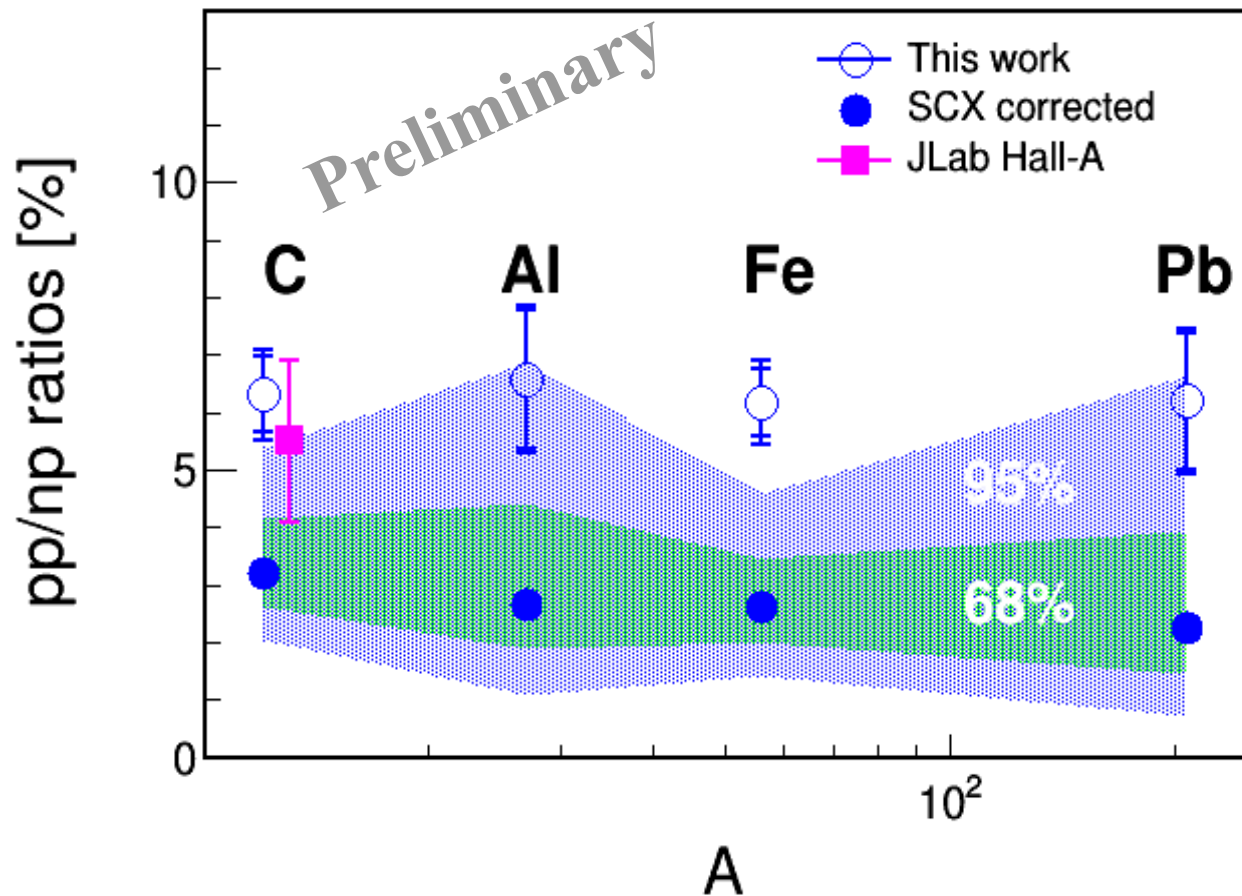 Preliminary
This work
SCX corrected
JLab Hall-A
pp/np ratios [%]
10
5
0
C Al Fe Pb
95%
68%
10²
A